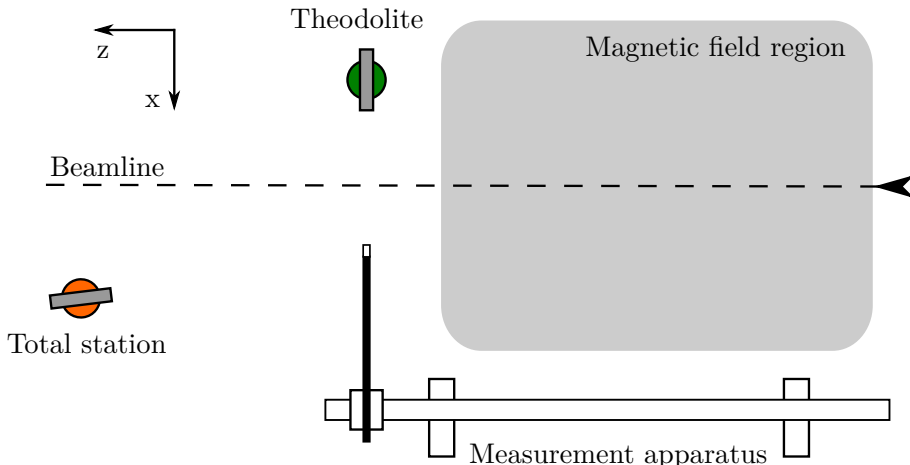 Theodolite
Magnetic field region
z
x
Beamline
Total station
Measurement apparatus